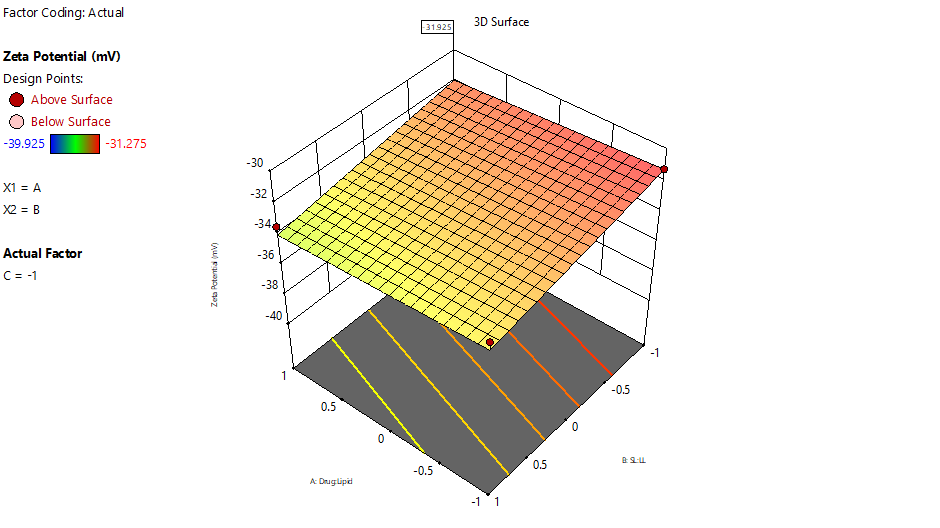 Factor Coding: Actual
3D Surface
-31.925
Zeta Potential (mV)
Design Points:
Above Surface
Below Surface
-39.925 -31.275
X1 = A
X2 = B
Actual Factor
C = -1
-30
-32
-34
-36
-38
-40
Zeta Potential (mV)
1
0.5
0
-0.5
-1
A: Drug:Lipid
1
0.5
0
-0.5
-1
B: SL:LL